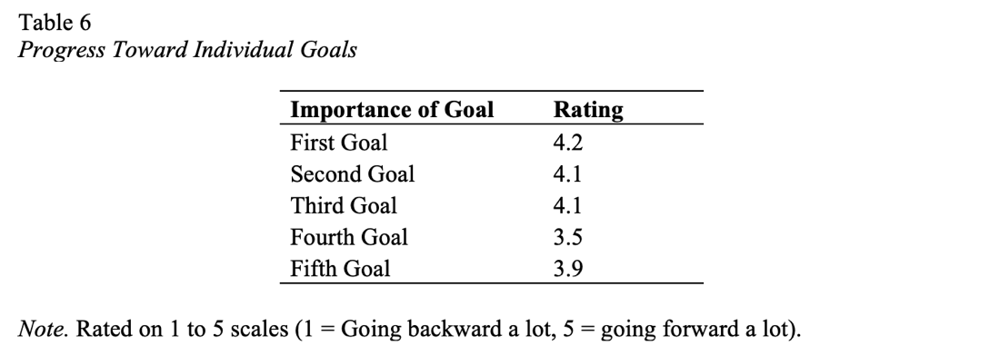 Table 6
Progress Toward Individual Goals
Importance of Goal Rating
First Goal 4.2
Second Goal 4.1
Third Goal 4.1
Fourth Goal 3.5
Fifth Goal 3.9
Note. Rated on 1 to 5 scales (1 = Going backward a lot, 5 = going forward a lot).